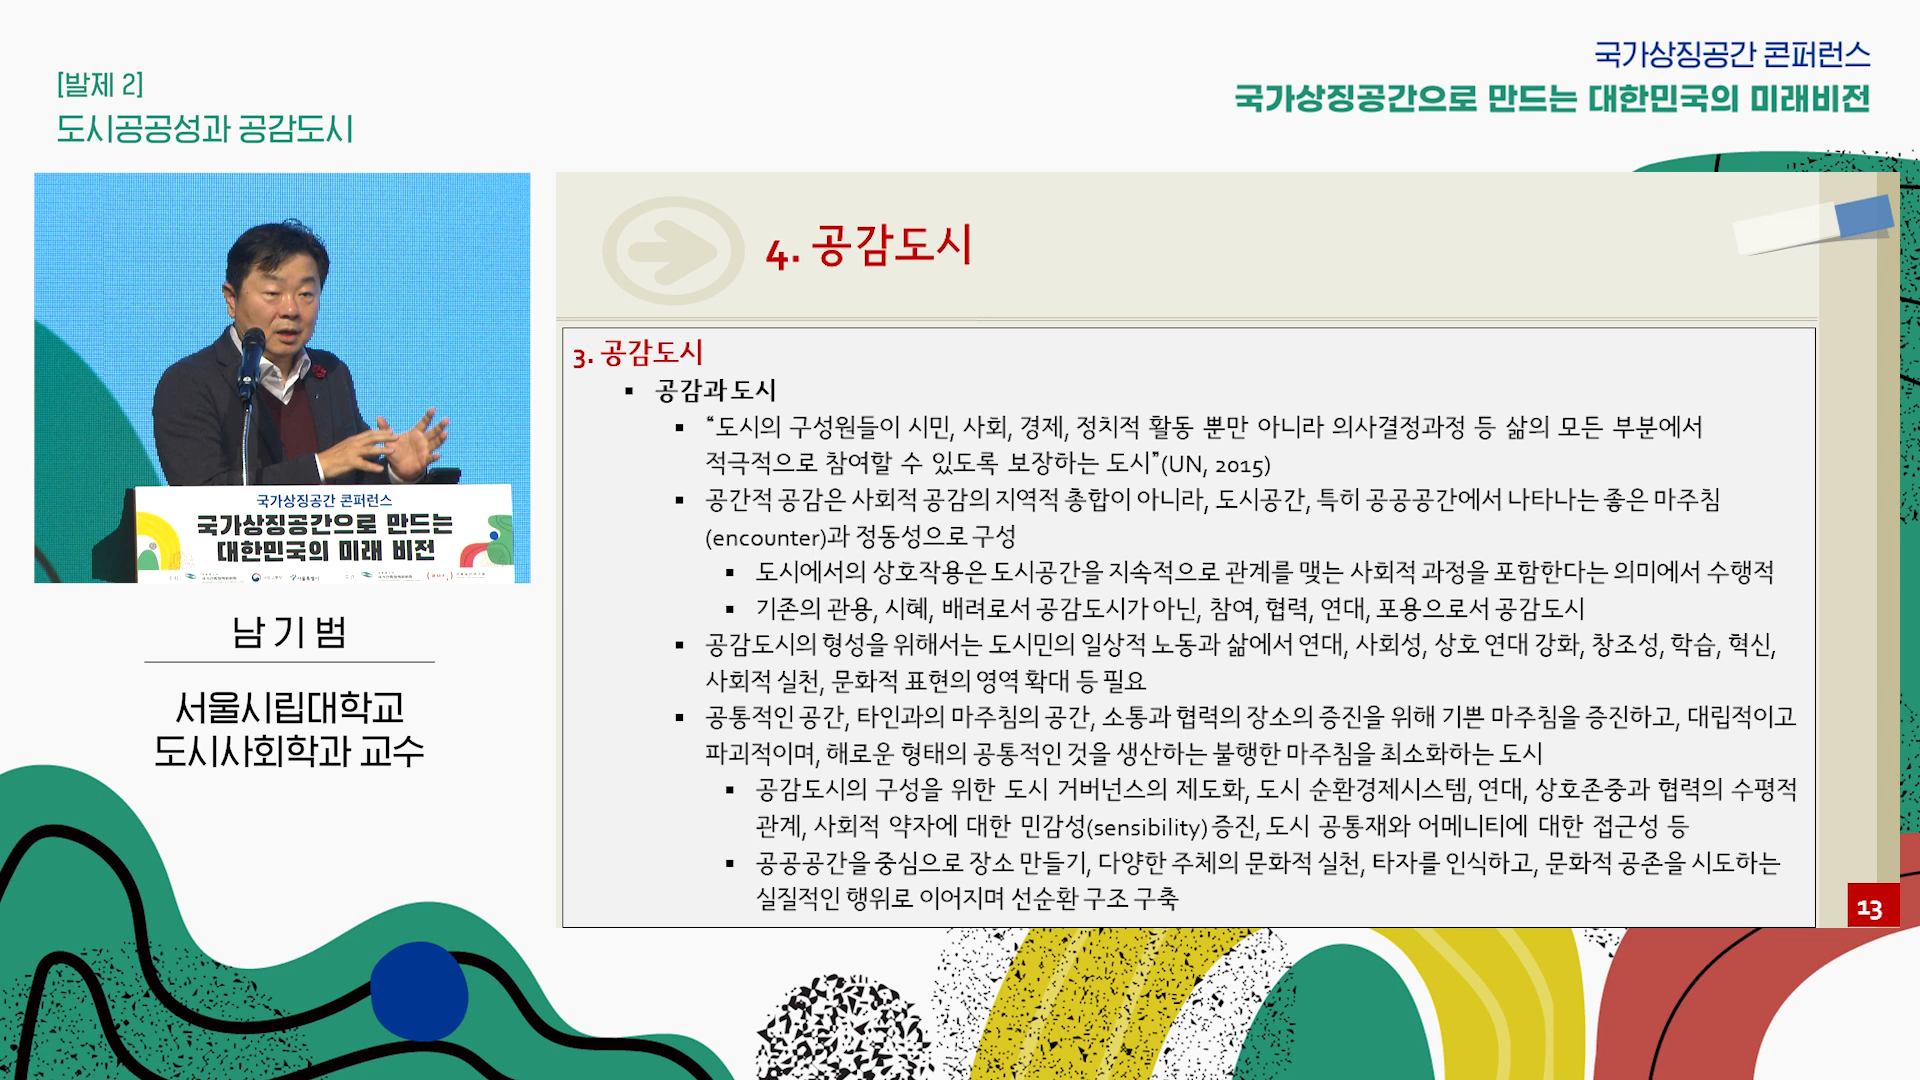 [발제 2]
도시공공성과 공감도시
국가상징공간 콘퍼런스
국가상징공간으로 만드는 대한민국의 미래비전
국가상징공간 콘퍼런스
국가상징공간으로 만드는
대한민국의 미래 비전
남기범
서울시립대학교
도시사회학과 교수
4. 공감도시
3. 공감도시
▪ 공감과 도시
▪ “도시의 구성원들이 시민, 사회, 경제, 정치적 활동 뿐만 아니라 의사결정과정 등 삶의 모든 부분에서
적극적으로 참여할 수 있도록 보장하는 도시”(UN, 2015)
▪ 공간적 공감은 사회적 공감의 지역적 총합이 아니라, 도시공간, 특히 공공공간에서 나타나는 좋은 마주침
(encounter)과 정동성으로 구성
▪ 도시에서의 상호작용은 도시공간을 지속적으로 관계를 맺는 사회적 과정을 포함한다는 의미에서 수행적
▪ 기존의 관용, 시혜, 배려로서 공감도시가 아닌, 참여, 협력, 연대, 포용으로서 공감도시
▪ 공감도시의 형성을 위해서는 도시민의 일상적 노동과 삶에서 연대, 사회성, 상호 연대 강화, 창조성, 학습, 혁신,
사회적 실천, 문화적 표현의 영역 확대 등 필요
▪ 공통적인 공간, 타인과의 마주침의 공간, 소통과 협력의 장소의 증진을 위해 기쁜 마주침을 증진하고, 대립적이고
파괴적이며, 해로운 형태의 공통적인 것을 생산하는 불행한 마주침을 최소화하는 도시
▪ 공감도시의 구성을 위한 도시 거버넌스의 제도화, 도시 순환경제시스템, 연대, 상호존중과 협력의 수평적
관계, 사회적 약자에 대한 민감성(sensibility) 증진, 도시 공통재와 어메니티에 대한 접근성 등
▪ 공공공간을 중심으로 장소 만들기, 다양한 주체의 문화적 실천, 타자를 인식하고, 문화적 공존을 시도하는
실질적인 행위로 이어지며 선순환 구조 구축
13